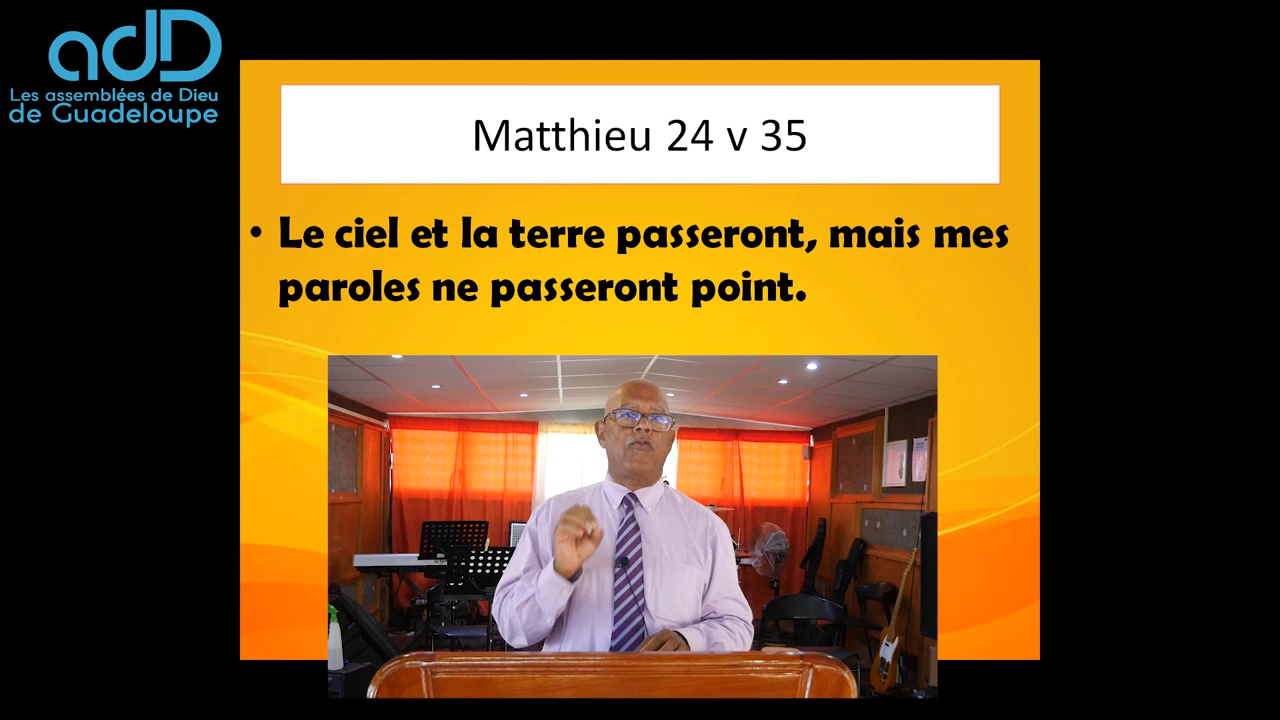 adD
Les assemblées de Dieu
de Guadeloupe
Matthieu 24 v 35
• Le ciel et la terre passeront, mais mes
paroles ne passeront point.